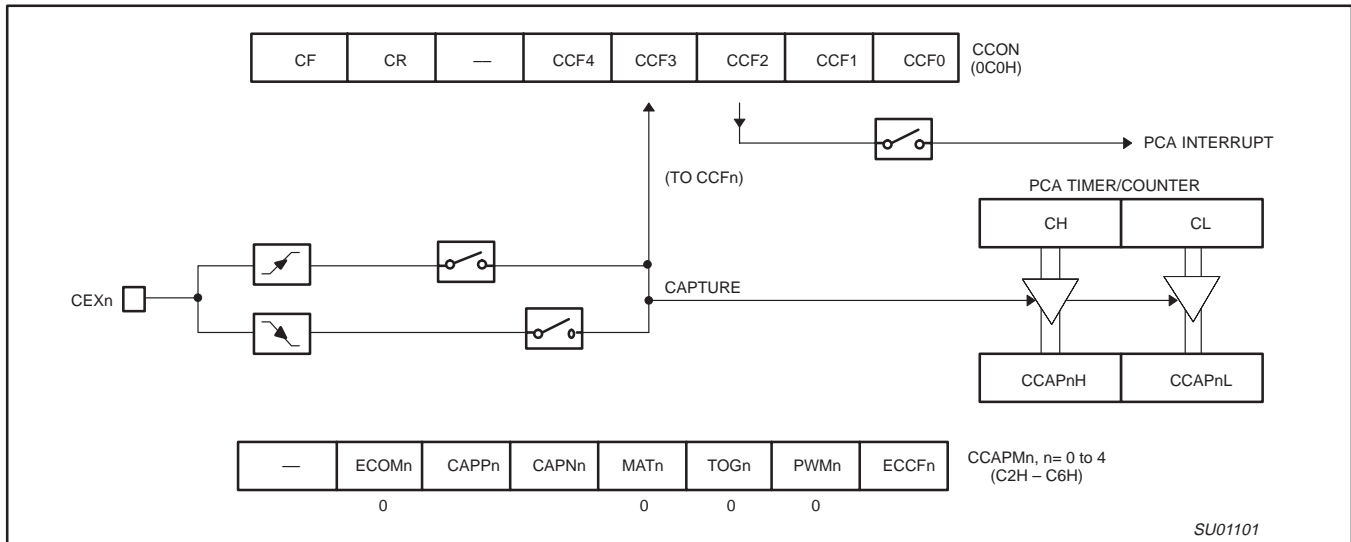 CF CR — CCF4 CCF3 CCF2 CCF1 CCF0 CCON
(0C0H)
PCA INTERRUPT
(TO CCFn)
PCA TIMER/COUNTER
CH CL
CEXn
CAPTURE
CCAPnH CCAPnL
— ECOMn CAPPn CAPNn MATn TOGn PWMn ECCFn CCAPMn, n= 0 to 4
(C2H – C6H)
0 0 0 0
SU01101